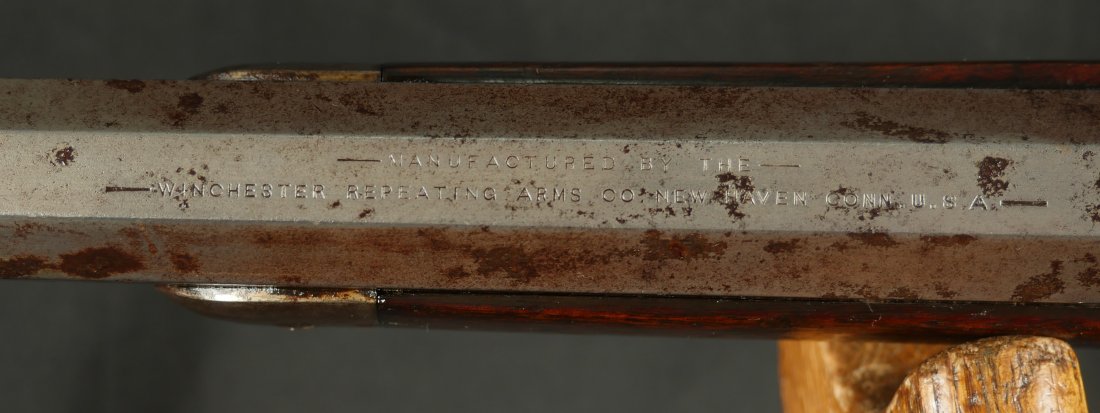 — MANUFACTURED BY THE —
— WINCHESTER REPEATING ARMS CO. NEW HAVEN CONN. U.S.A. —